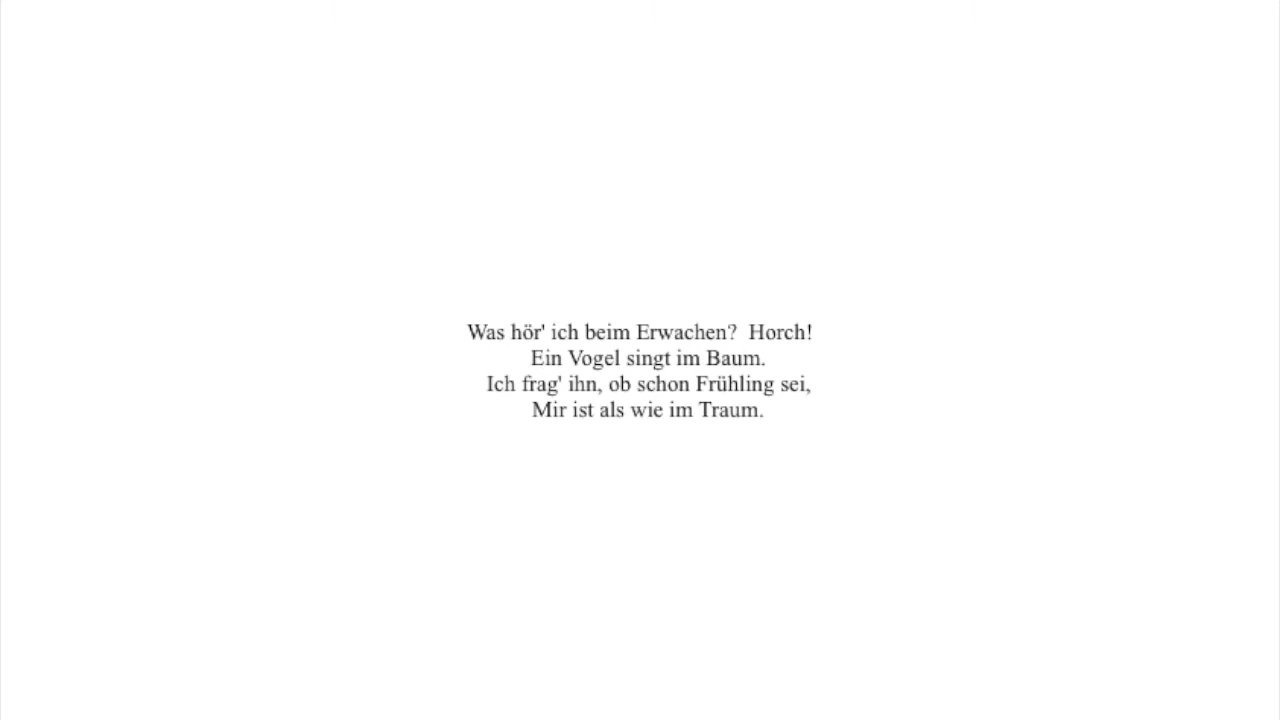 Was hör' ich beim Erwachen?  Horch!
Ein Vogel singt im Baum.
Ich frag' ihn, ob schon Frühling sei,
Mir ist als wie im Traum.